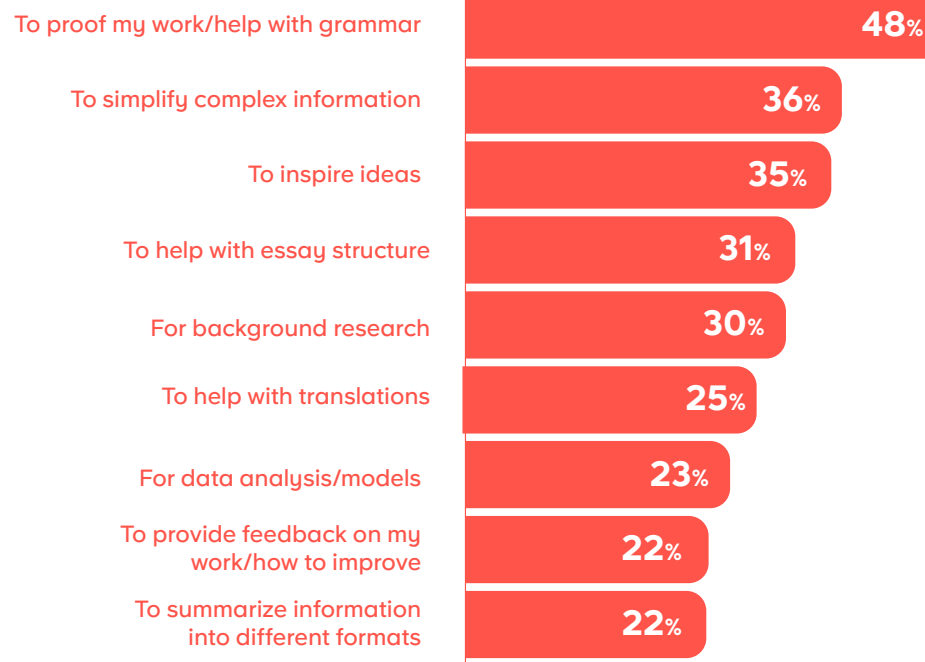 To proof my work/help with grammar 48%
To simplify complex information 36%
To inspire ideas 35%
To help with essay structure 31%
For background research 30%
To help with translations 25%
For data analysis/models 23%
To provide feedback on my
work/how to improve 22%
To summarize information
into different formats 22%